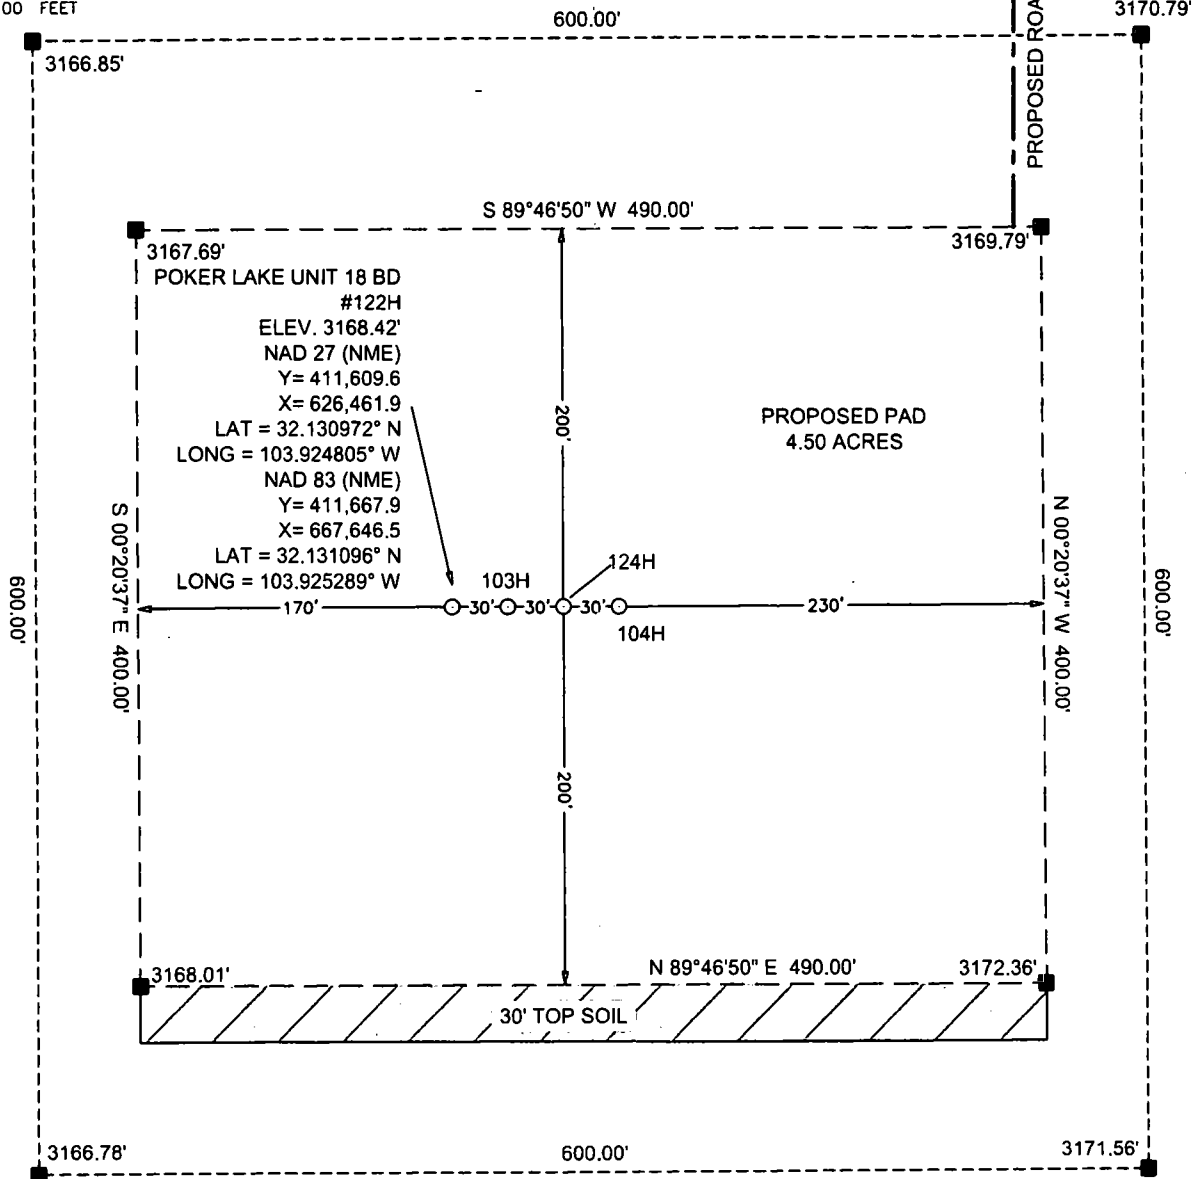 00 FEET
600.00'
3170.79'
3166.85'
PROPOSED ROA
S 89°46'50" W 490.00'
3167.69'
3169.79'
POKER LAKE UNIT 18 BD
#122H
ELEV. 3168.42'
NAD 27 (NME)
Y= 411,609.6
X= 626,461.9
LAT = 32.130972° N
LONG = 103.924805° W
NAD 83 (NME)
Y= 411,667.9
X= 667,646.5
LAT = 32.131096° N
LONG = 103.925289° W
200'
PROPOSED PAD
4.50 ACRES
S 00°20'37" E 400.00'
N 00°20'37" W 400.00'
600.00'
600.00'
103H
124H
170'
30'
30'
30'
230'
104H
200'
3168.01'
N 89°46'50" E 490.00'
3172.36'
30' TOP SOIL
3166.78'
600.00'
3171.56'